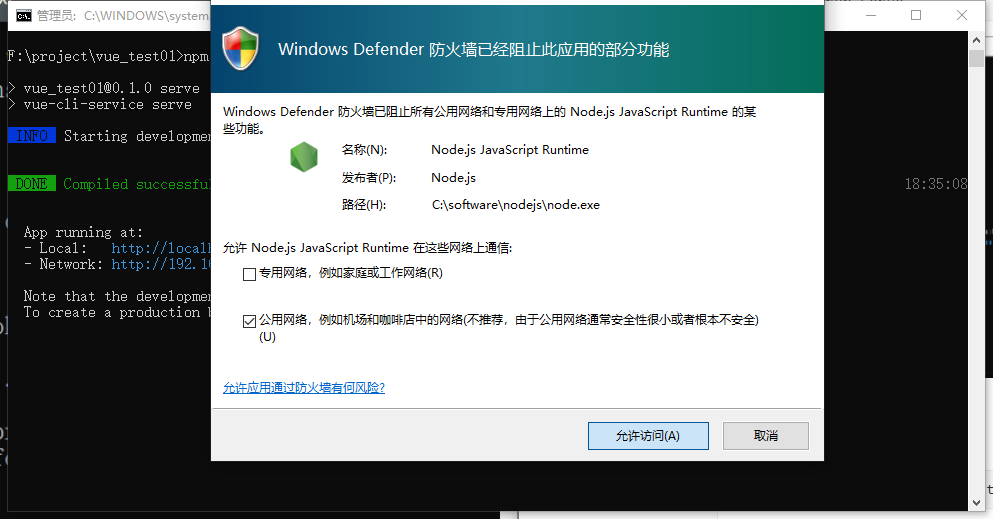 管理员: C:\WINDOWS\system
F:\project\vue_test01>npm
> vue_test01@0.1.0 serve
> vue-cli-service serve
INFO Starting developmen
DONE Compiled successful
18:35:08
App running at:
- Local: http://local
- Network: http://192.1
Note that the developmen
To create a production b
Windows Defender 防火墙已经阻止此应用的部分功能
Windows Defender 防火墙已阻止所有公用网络和专用网络上的 Node.js JavaScript Runtime 的某
些功能。
名称(N): Node.js JavaScript Runtime
发布者(P): Node.js
路径(H): C:\software\nodejs\node.exe
允许 Node.js JavaScript Runtime 在这些网络上通信:
专用网络，例如家庭或工作网络(R)
公用网络，例如机场和咖啡店中的网络(不推荐，由于公用网络通常安全性很小或者根本不安全)
(U)
允许应用通过防火墙有何风险?
允许访问(A)
取消